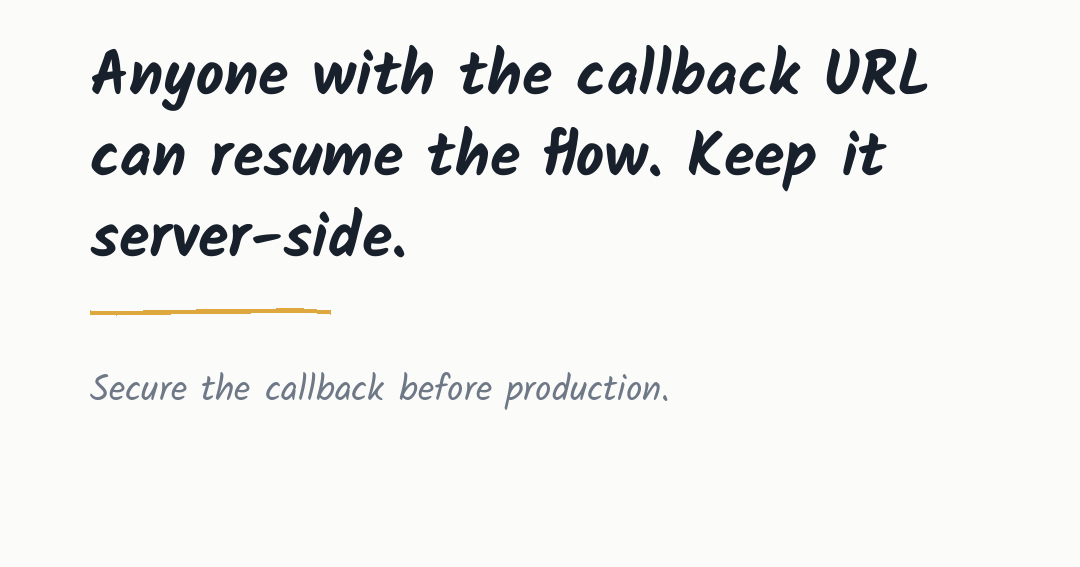 Anyone with the callback URL
can resume the flow. Keep it
server-side.
Secure the callback before production.